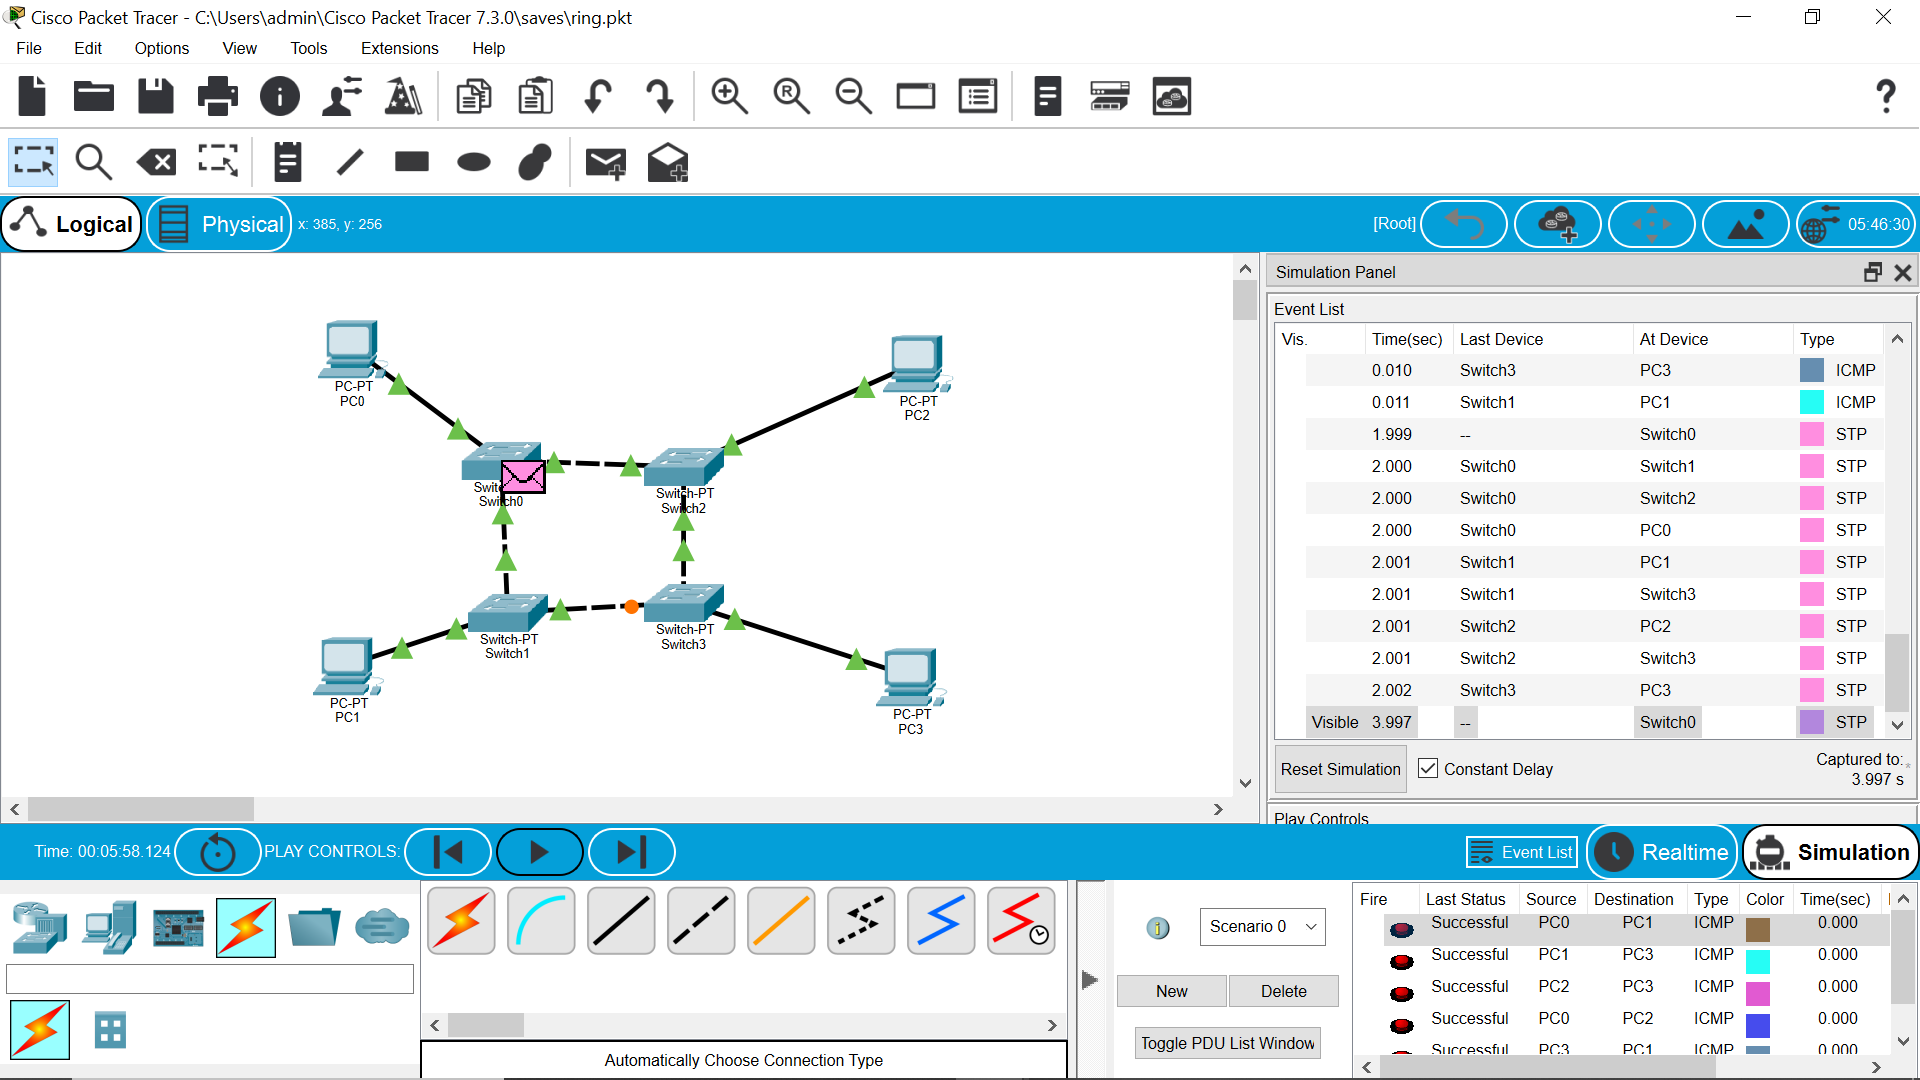 Cisco Packet Tracer - C:\Users\admin\Cisco Packet Tracer 7.3.0\saves\ring.pkt
File Edit Options View Tools Extensions Help
R
?
Logical Physical x: 385, y: 256 [Root] 05:46:30
PC-PT
PC0
PC-PT
PC2
Switch0
Switch-PT
Switch2
Switch-PT
Switch1
Switch-PT
Switch3
PC-PT
PC1
PC-PT
PC3
Simulation Panel
Event List
Vis. Time(sec) Last Device At Device Type
0.010 Switch3 PC3 ICMP
0.011 Switch1 PC1 ICMP
1.999 -- Switch0 STP
2.000 Switch0 Switch1 STP
2.000 Switch0 Switch2 STP
2.000 Switch0 PC0 STP
2.001 Switch1 PC1 STP
2.001 Switch1 Switch3 STP
2.001 Switch2 PC2 STP
2.001 Switch2 Switch3 STP
2.002 Switch3 PC3 STP
Visible 3.997 -- Switch0 STP
Reset Simulation Constant Delay Captured to: *
3.997 s
Play Controls
Time: 00:05:58.124 PLAY CONTROLS: Event List Realtime Simulation
Automatically Choose Connection Type
Scenario 0
New Delete
Toggle PDU List Window
Fire Last Status Source Destination Type Color Time(sec)
Successful PC0 PC1 ICMP 0.000
Successful PC1 PC3 ICMP 0.000
Successful PC2 PC3 ICMP 0.000
Successful PC0 PC2 ICMP 0.000
Successful PC3 PC1 ICMP 0.000